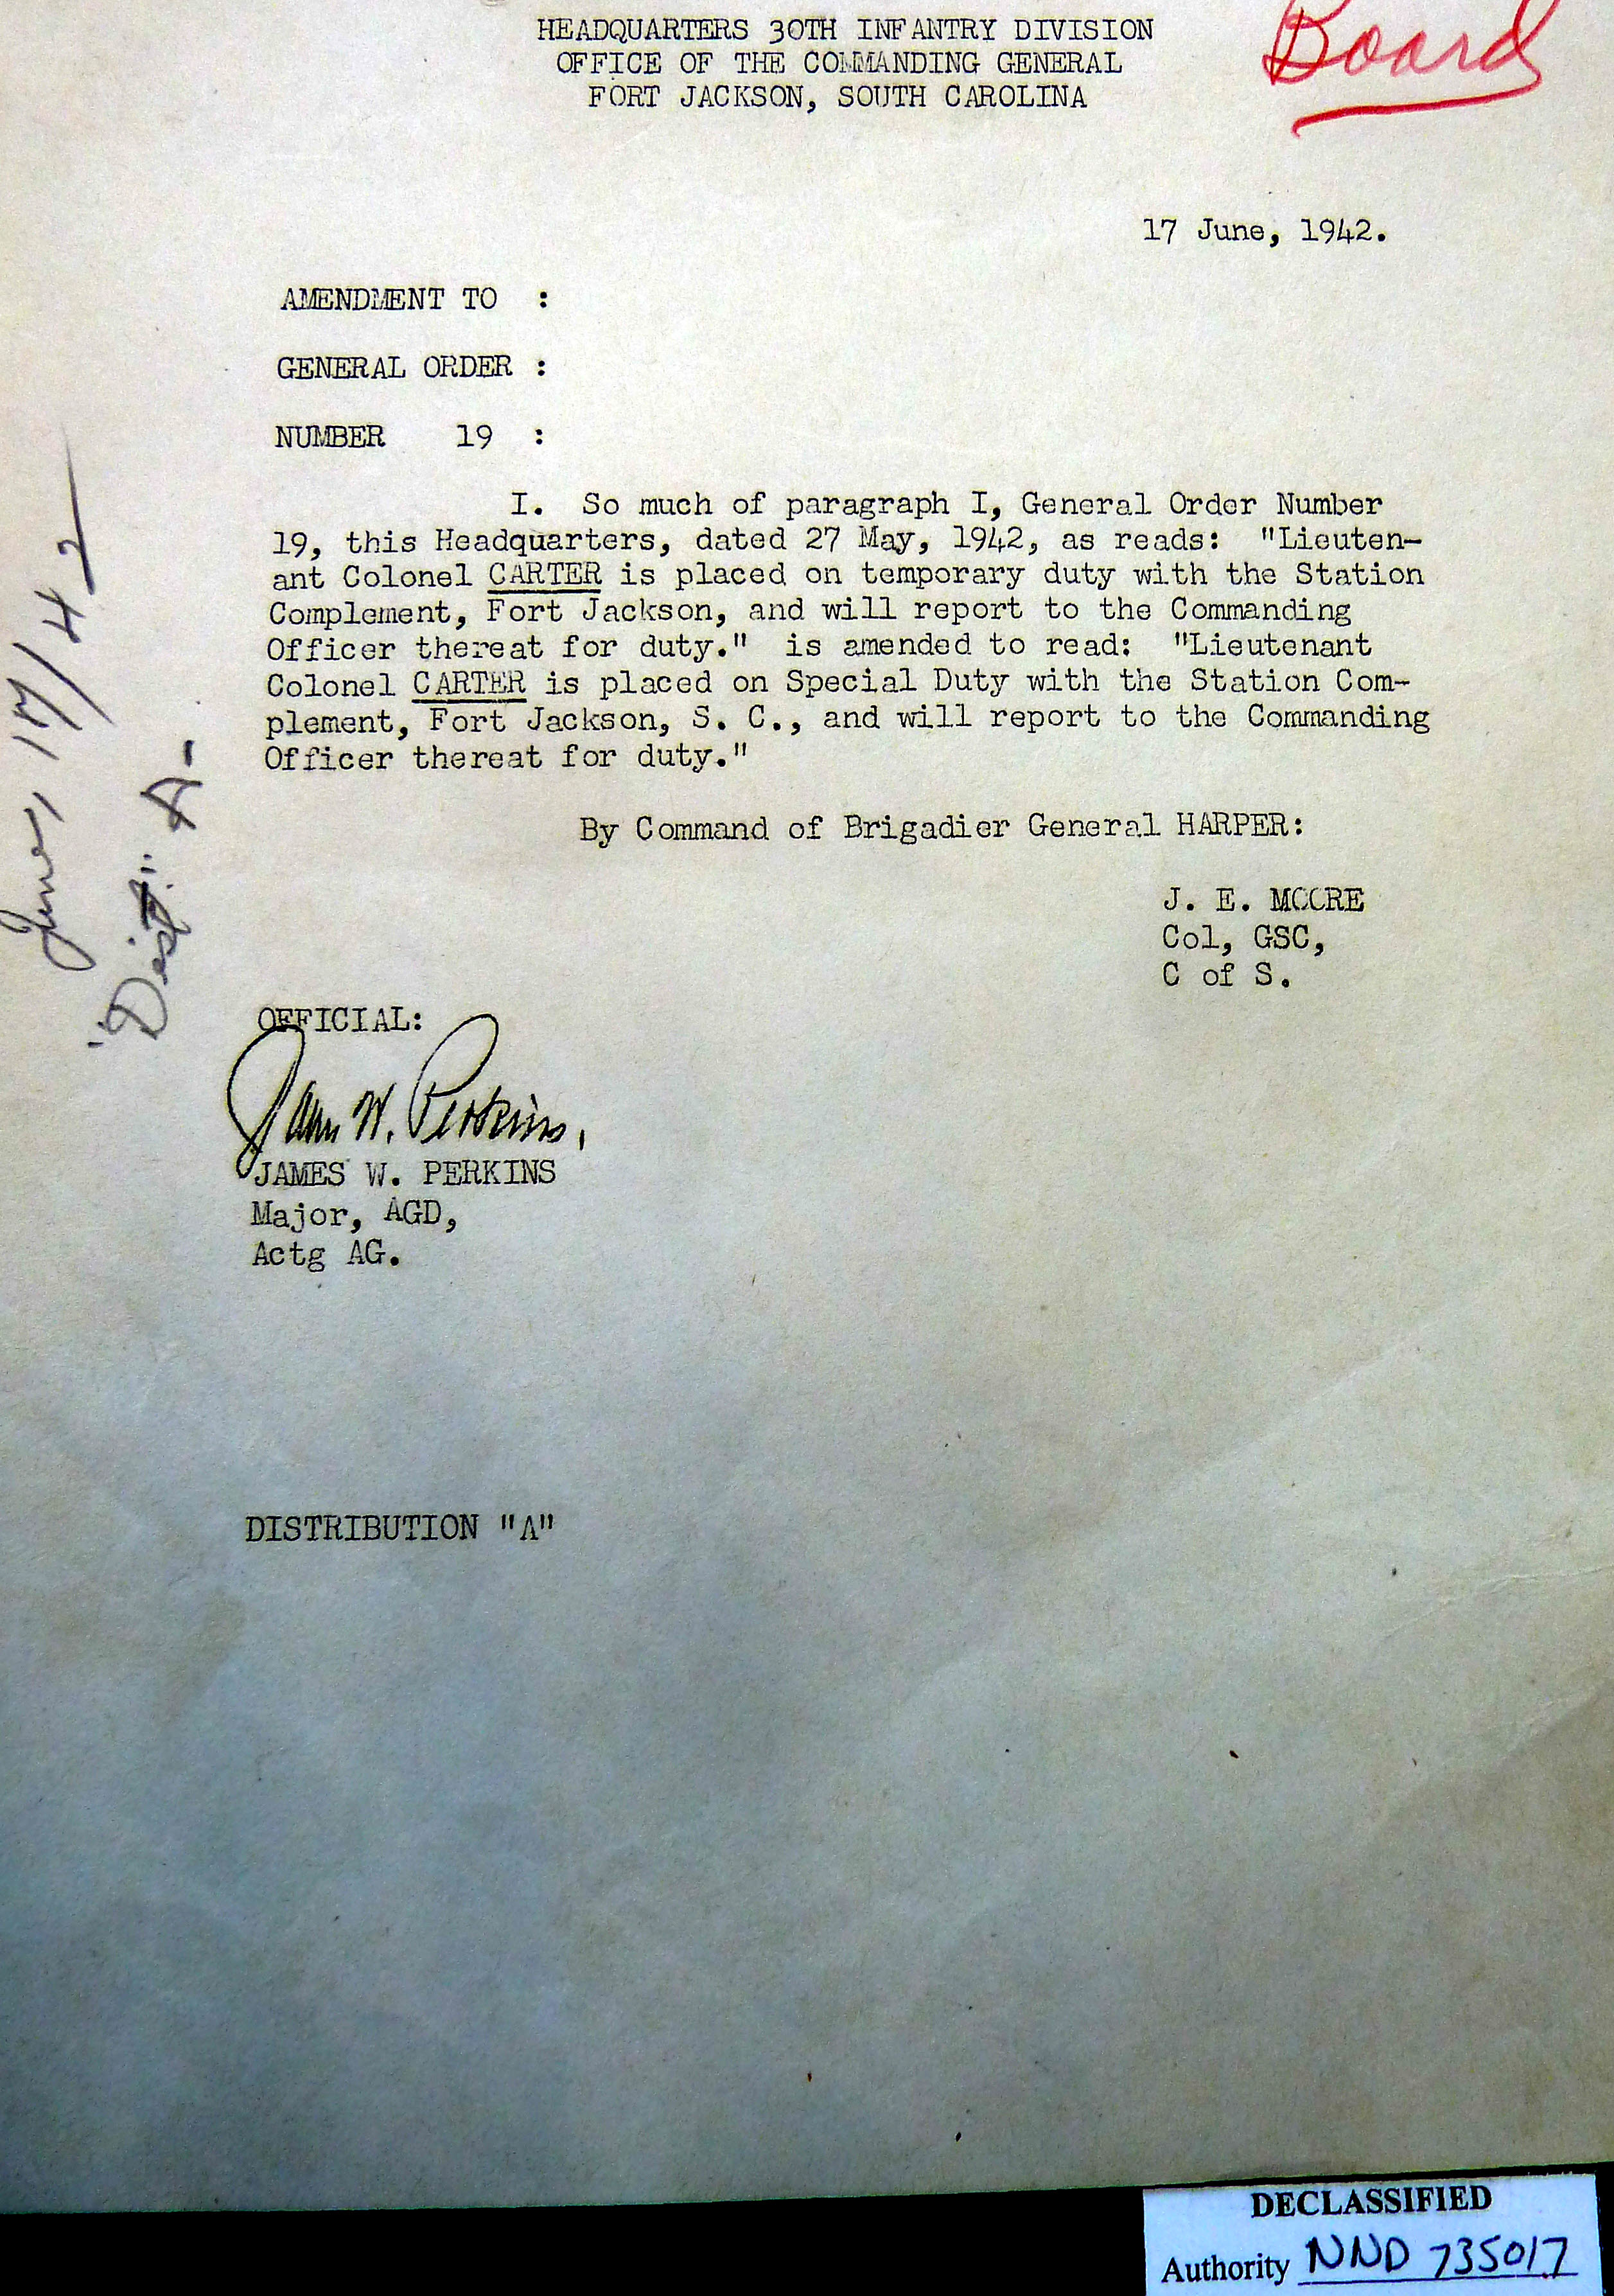 HEADQUARTERS 30TH INFANTRY DIVISION
OFFICE OF THE COMMANDING GENERAL
FORT JACKSON, SOUTH CAROLINA
Board
17 June, 1942.
AMENDMENT TO :
GENERAL ORDER :
NUMBER 19 :
I. So much of paragraph I, General Order Number
19, this Headquarters, dated 27 May, 1942, as reads: "Lieuten-
ant Colonel CARTER is placed on temporary duty with the Station
Complement, Fort Jackson, and will report to the Commanding
Officer thereat for duty." is amended to read: "Lieutenant
Colonel CARTER is placed on Special Duty with the Station Com-
plement, Fort Jackson, S. C., and will report to the Commanding
Officer thereat for duty."
By Command of Brigadier General HARPER:
J. E. MOORE
Col, GSC,
C of S.
June, 17/42
Dist. A-
OFFICIAL:
James W. Perkins,
JAMES W. PERKINS
Major, AGD,
Actg AG.
DISTRIBUTION "A"
DECLASSIFIED
Authority NND 735017